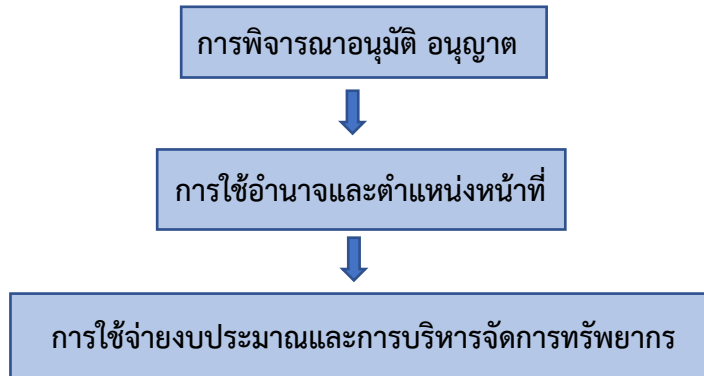 การพิจารณาอนุมัติ อนุญาต
การใช้อำนาจและตำแหน่งหน้าที่
การใช้จ่ายงบประมาณและการบริหารจัดการทรัพยากร